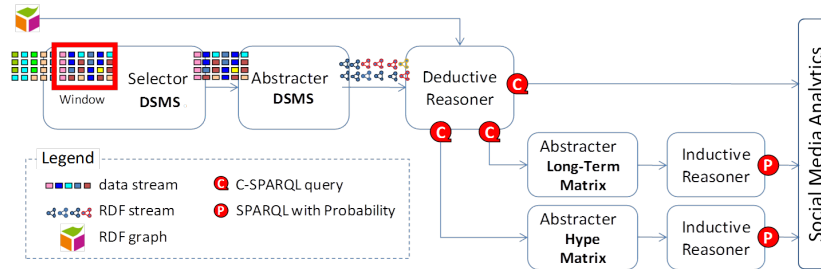 Window
Selector
DSMS
Abstracter
DSMS
Deductive
Reasoner
C
C
C
Abstracter
Long-Term
Matrix
Inductive
Reasoner
P
Abstracter
Hype
Matrix
Inductive
Reasoner
P
Social Media Analytics
Legend
data stream
C C-SPARQL query
RDF stream
P SPARQL with Probability
RDF graph